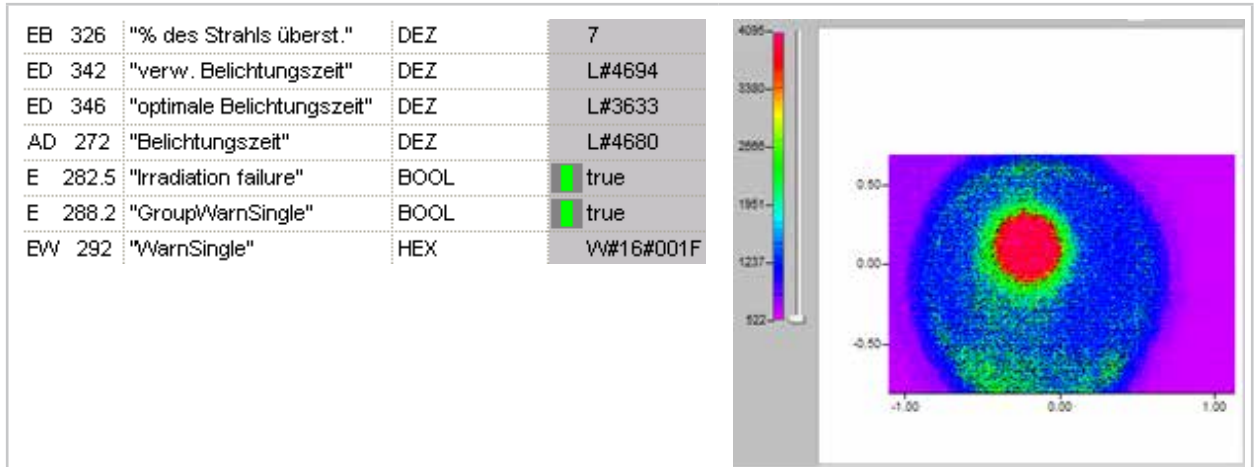 EB 326 "% des Strahls überst." DEZ 7
ED 342 "verw. Belichtungszeit" DEZ L#4694
ED 346 "optimale Belichtungszeit" DEZ L#3633
AD 272 "Belichtungszeit" DEZ L#4680
E 282.5 "Irradiation failure" BOOL true
E 288.2 "GroupWarnSingle" BOOL true
EW 292 "WarnSingle" HEX W#16#001F
4095
3380
2666
1951
1237
522
0.50
0.00
-0.50
-1.00 0.00 1.00